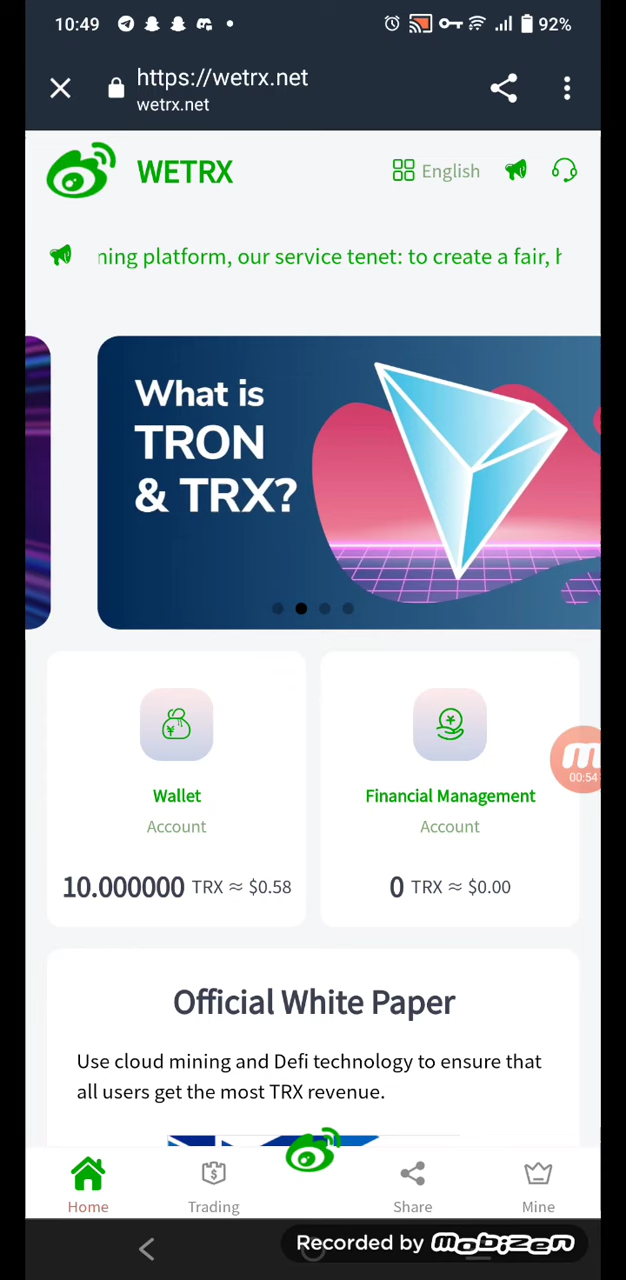 10:49
92%
https://wetrx.net
wetrx.net
WETRX
English
ning platform, our service tenet: to create a fair, h
What is
TRON
& TRX?
00:54
Wallet
Account
10.000000 TRX ≈ $0.58
Financial Management
Account
0 TRX ≈ $0.00
Official White Paper
Use cloud mining and Defi technology to ensure that
all users get the most TRX revenue.
Home
Trading
Share
Mine
Recorded by mobizen